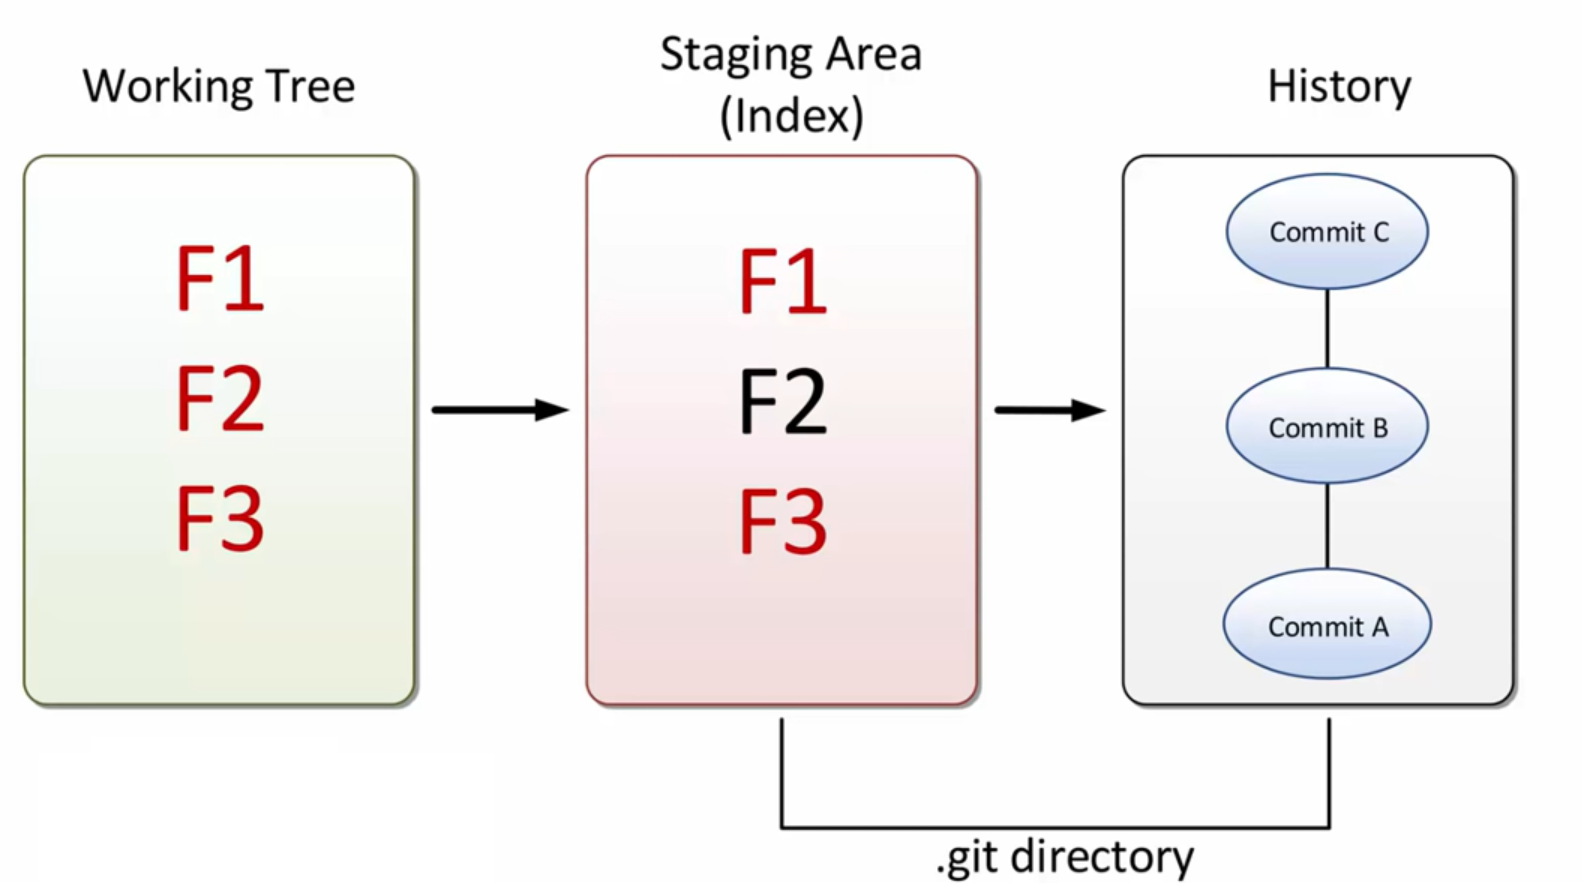 Working Tree
Staging Area
(Index)
History
F1
F2
F3
F1
F2
F3
Commit C
Commit B
Commit A
.git directory